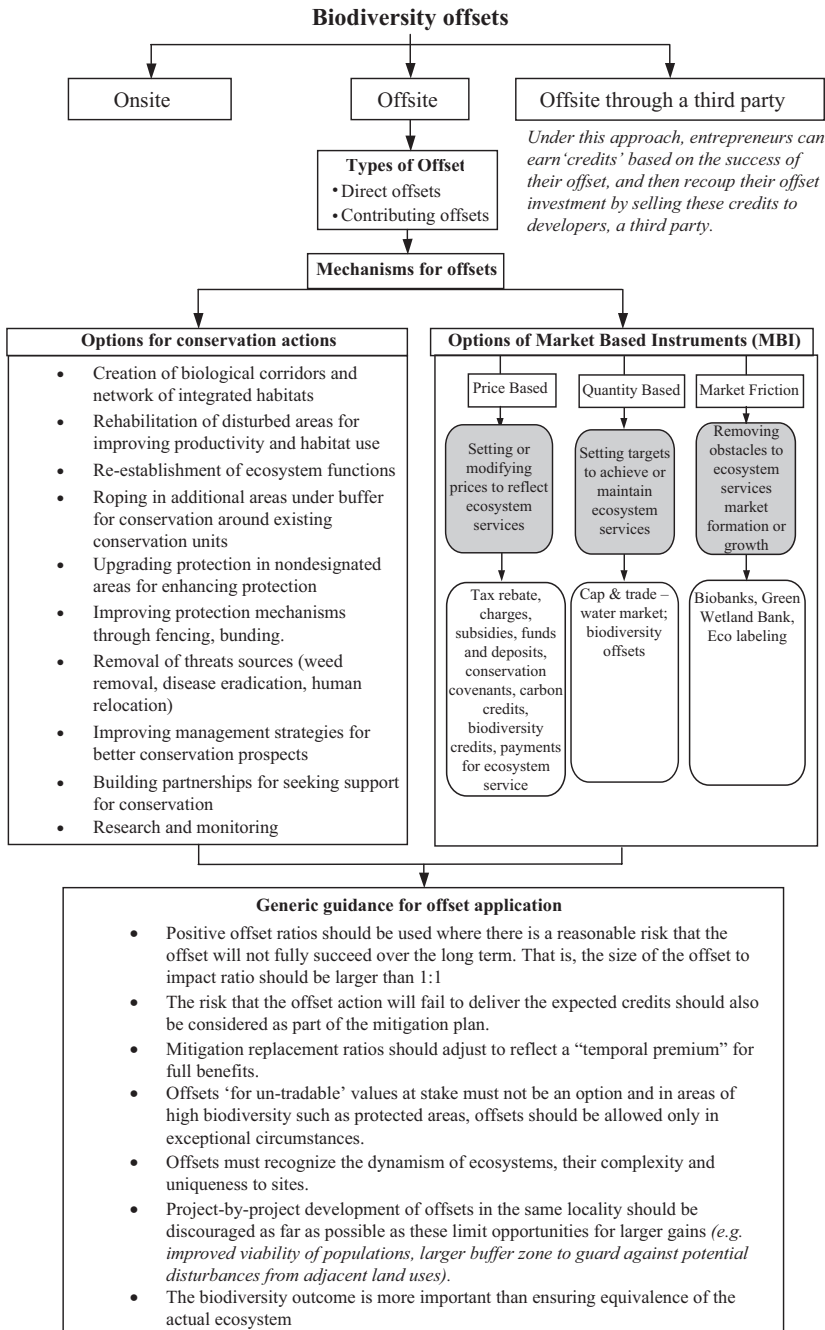 Biodiversity offsets
Onsite
Offsite
Offsite through a third party
Under this approach, entrepreneurs can
earn ‘credits’ based on the success of
their offset, and then recoup their offset
investment by selling these credits to
developers, a third party.
Types of Offset
• Direct offsets
• Contributing offsets
Mechanisms for offsets
Options for conservation actions
• Creation of biological corridors and
network of integrated habitats
• Rehabilitation of disturbed areas for
improving productivity and habitat use
• Re-establishment of ecosystem functions
• Roping in additional areas under buffer
for conservation around existing
conservation units
• Upgrading protection in nondesignated
areas for enhancing protection
• Improving protection mechanisms
through fencing, bunding.
• Removal of threats sources (weed
removal, disease eradication, human
relocation)
• Improving management strategies for
better conservation prospects
• Building partnerships for seeking support
for conservation
• Research and monitoring
Options of Market Based Instruments (MBI)
Price Based
Setting or
modifying
prices to reflect
ecosystem
services
Tax rebate,
charges,
subsidies, funds
and deposits,
conservation
covenants, carbon
credits,
biodiversity
credits, payments
for ecosystem
service
Quantity Based
Setting targets
to achieve or
maintain
ecosystem
services
Cap & trade –
water market;
biodiversity
offsets
Market Friction
Removing
obstacles to
ecosystem
services
market
formation or
growth
Biobanks, Green
Wetland Bank,
Eco labeling
Generic guidance for offset application
• Positive offset ratios should be used where there is a reasonable risk that the
offset will not fully succeed over the long term. That is, the size of the offset to
impact ratio should be larger than 1:1
• The risk that the offset action will fail to deliver the expected credits should also
be considered as part of the mitigation plan.
• Mitigation replacement ratios should adjust to reflect a “temporal premium” for
full benefits.
• Offsets ‘for un-tradable’ values at stake must not be an option and in areas of
high biodiversity such as protected areas, offsets should be allowed only in
exceptional circumstances.
• Offsets must recognize the dynamism of ecosystems, their complexity and
uniqueness to sites.
• Project-by-project development of offsets in the same locality should be
discouraged as far as possible as these limit opportunities for larger gains (e.g.
improved viability of populations, larger buffer zone to guard against potential
disturbances from adjacent land uses).
• The biodiversity outcome is more important than ensuring equivalence of the
actual ecosystem